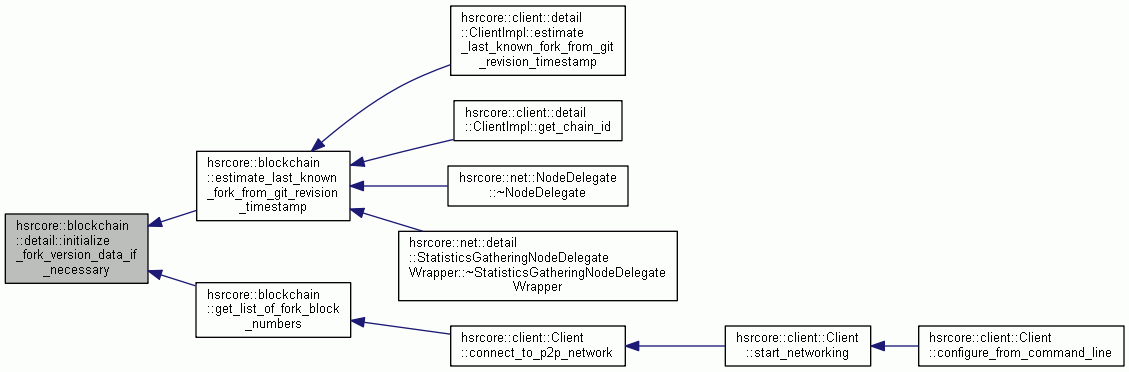 hsrcore::client::detail
::ClientImpl::estimate
_last_known_fork_from_git
_revision_timestamp
hsrcore::client::detail
::ClientImpl::get_chain_id
hsrcore::blockchain
::estimate_last_known
_fork_from_git_revision
_timestamp
hsrcore::net::NodeDelegate
::~NodeDelegate
hsrcore::blockchain
::detail::initialize
_fork_version_data_if
_necessary
hsrcore::net::detail
::StatisticsGatheringNodeDelegate
Wrapper::~StatisticsGatheringNodeDelegate
Wrapper
hsrcore::blockchain
::get_list_of_fork_block
_numbers
hsrcore::client::Client
::connect_to_p2p_network
hsrcore::client::Client
::start_networking
hsrcore::client::Client
::configure_from_command_line